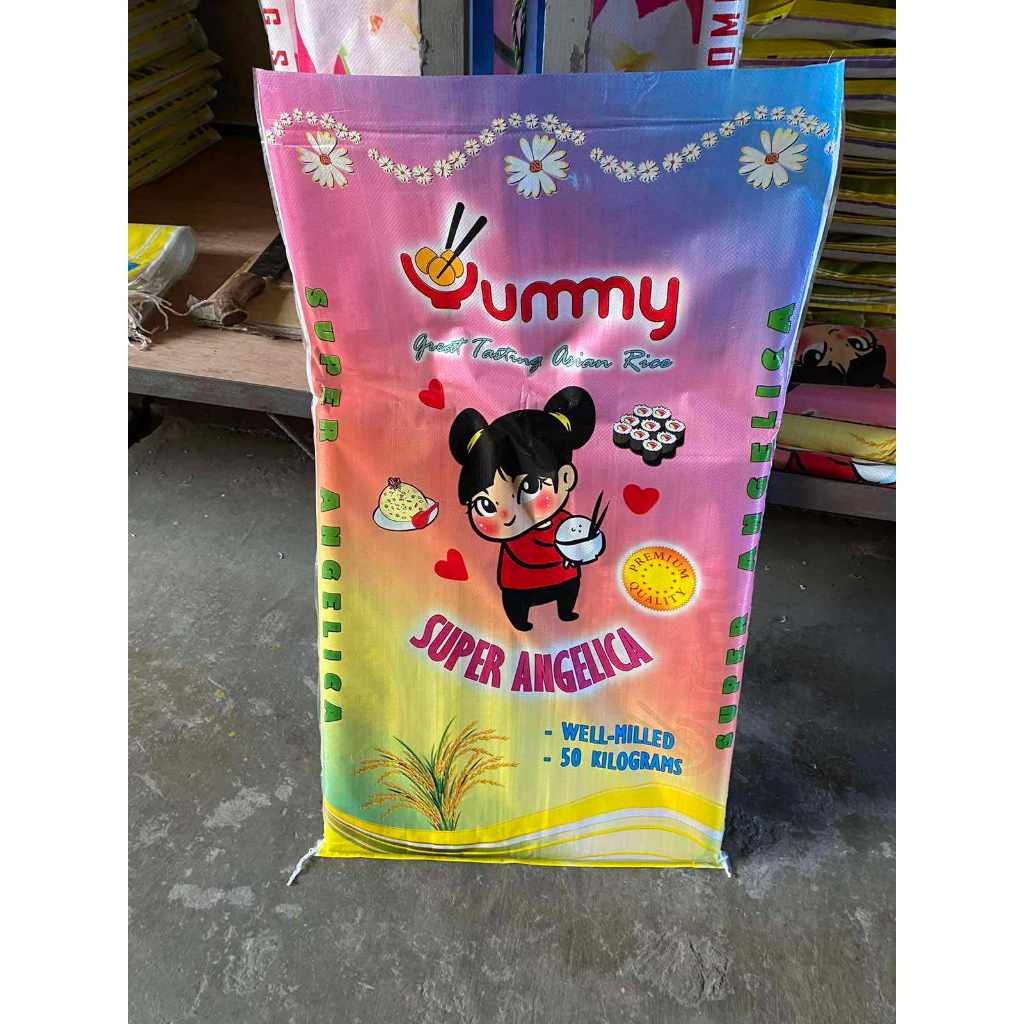 Yummy
Great Tasting Asian Rice
SUPER ANGELICA
SUPER ANGELICA
PREMIUM
QUALITY
SUPER ANGELICA
- WELL-MILLED
- 50 KILOGRAMS